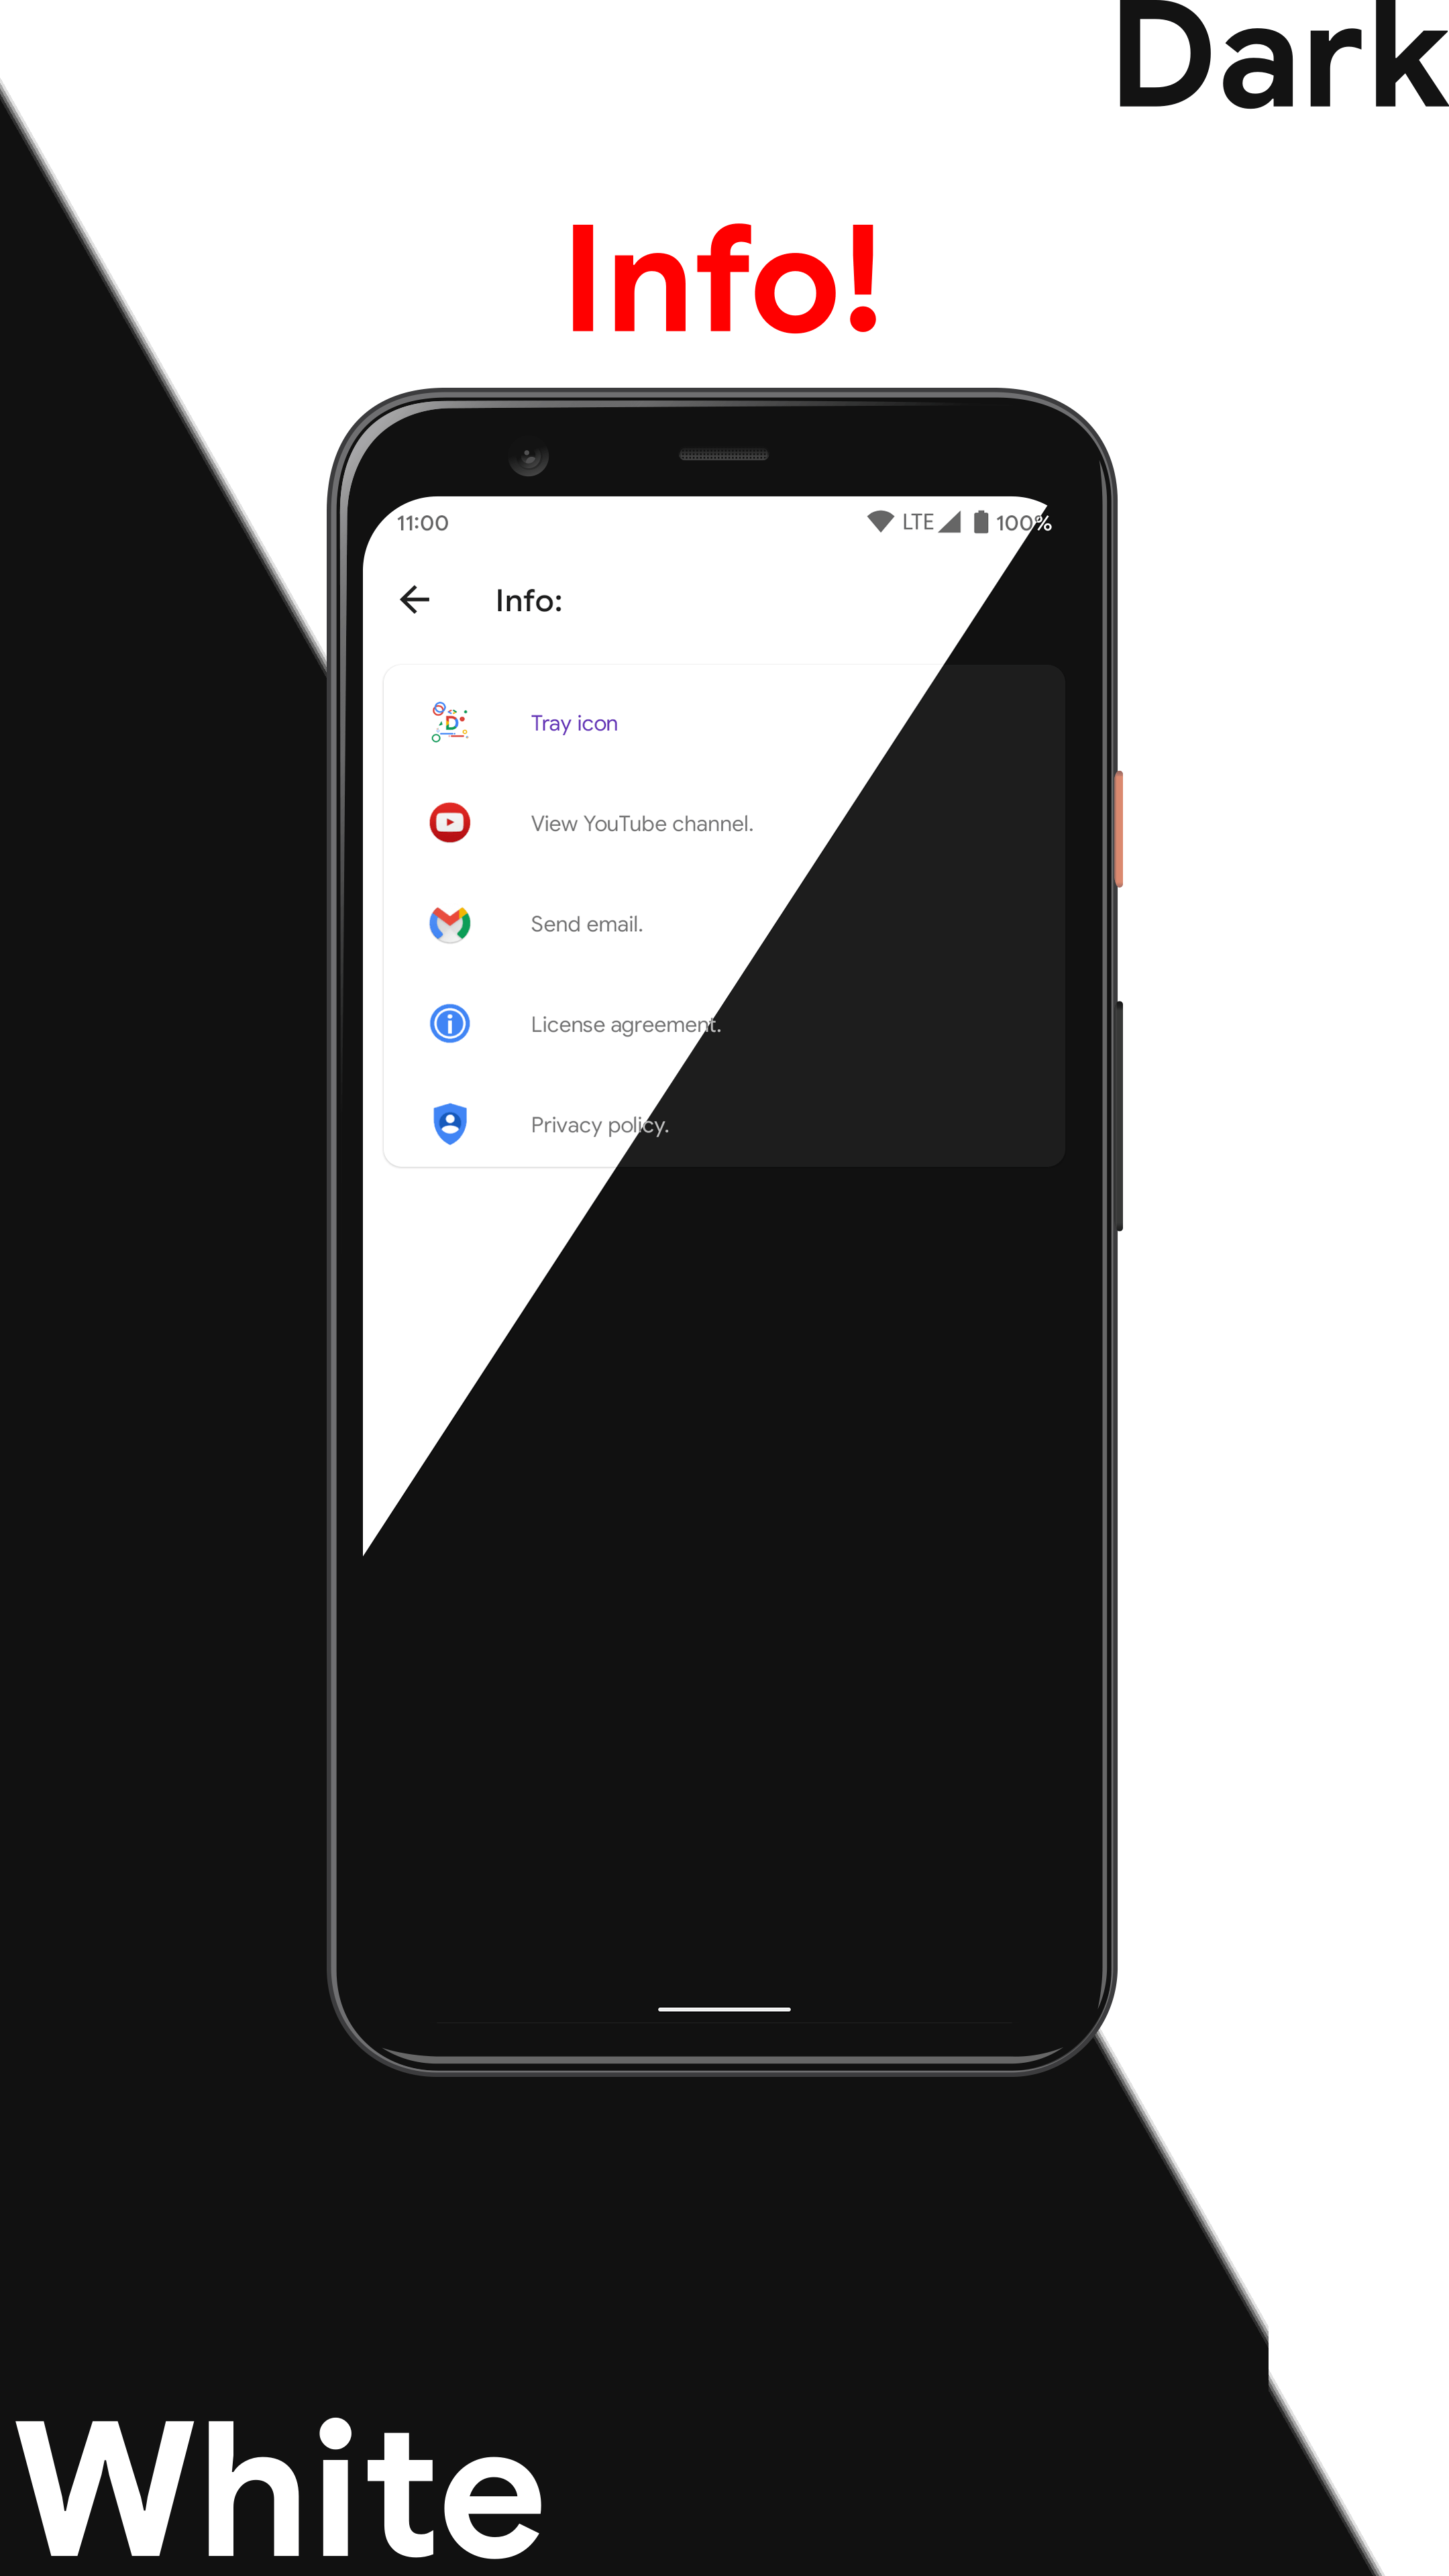 Dark
Info!
11:00 LTE 100%
Info:
Tray icon
View YouTube channel.
Send email.
License agreement.
Privacy policy.
White